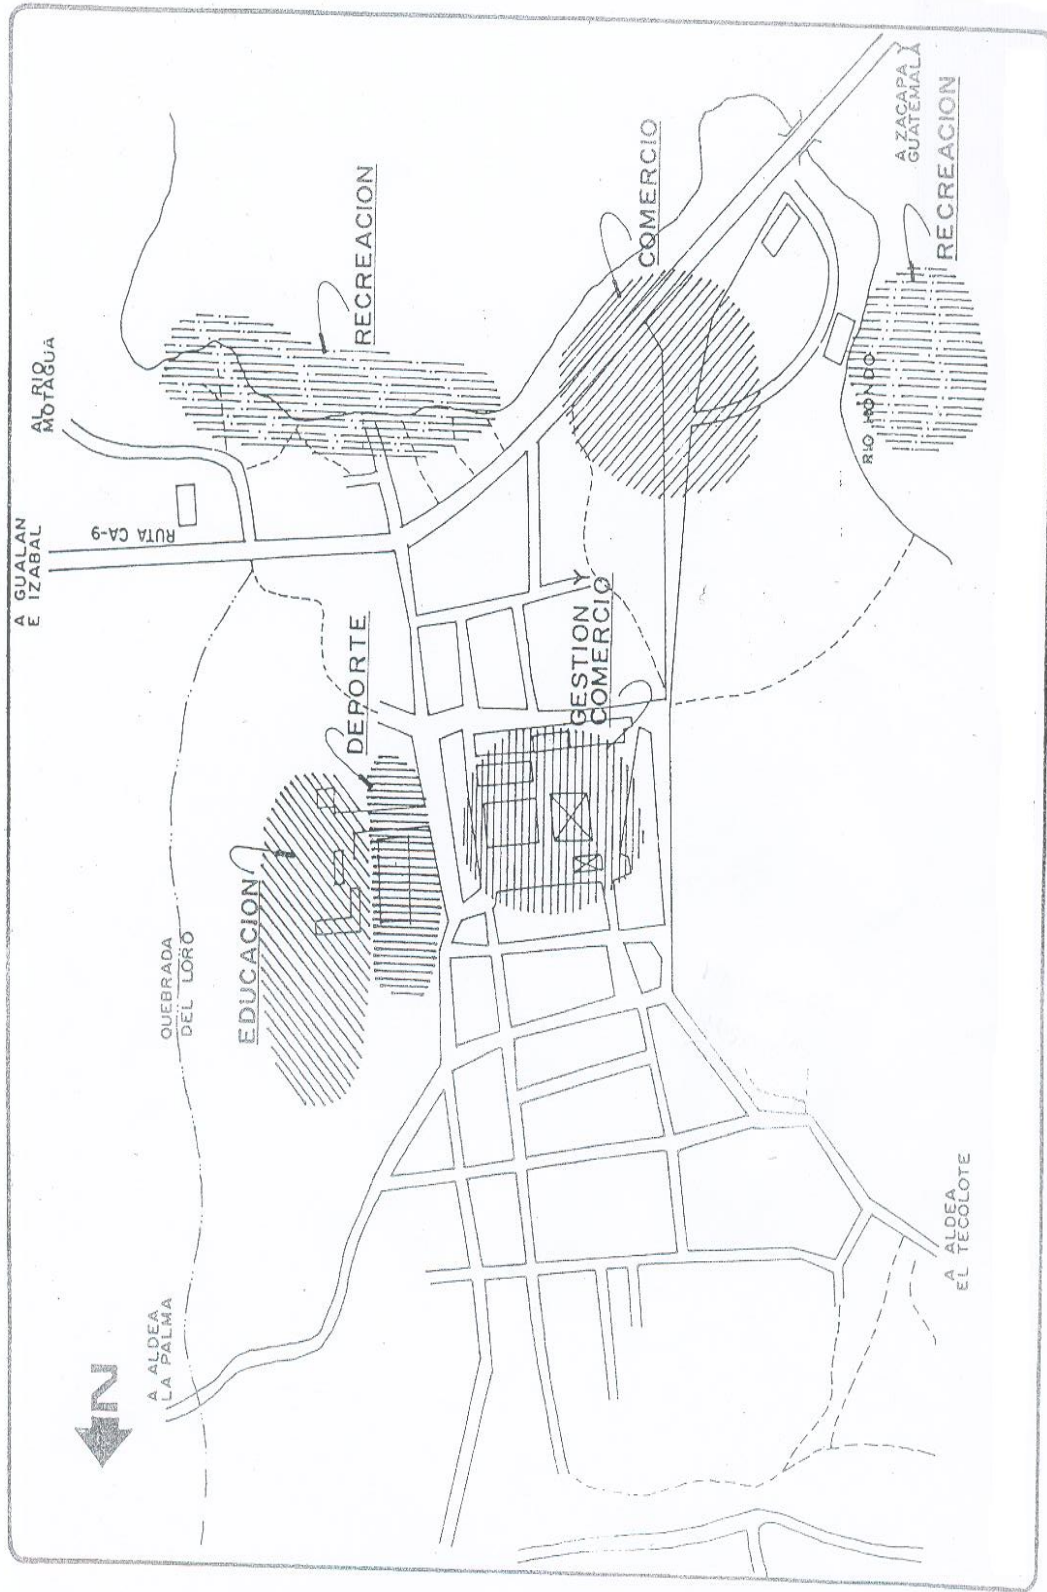 N
A ALDEA
LA PALMA
QUEBRADA
DEL LORO
EDUCACION
DEPORTE
A GUALAN
E IZABAL
RUTA CA-9
AL RIO
MOTAGUA
RECREACION
GESTION Y
COMERCIO
COMERCIO
RIO HONDO
A ZACAPA Y
GUATEMALA
RECREACION
A ALDEA
EL TECOLOTE